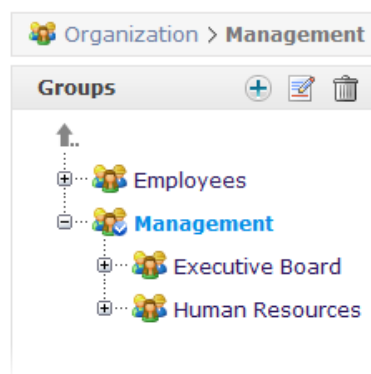 Organization > Management
Groups
..
Employees
Management
Executive Board
Human Resources